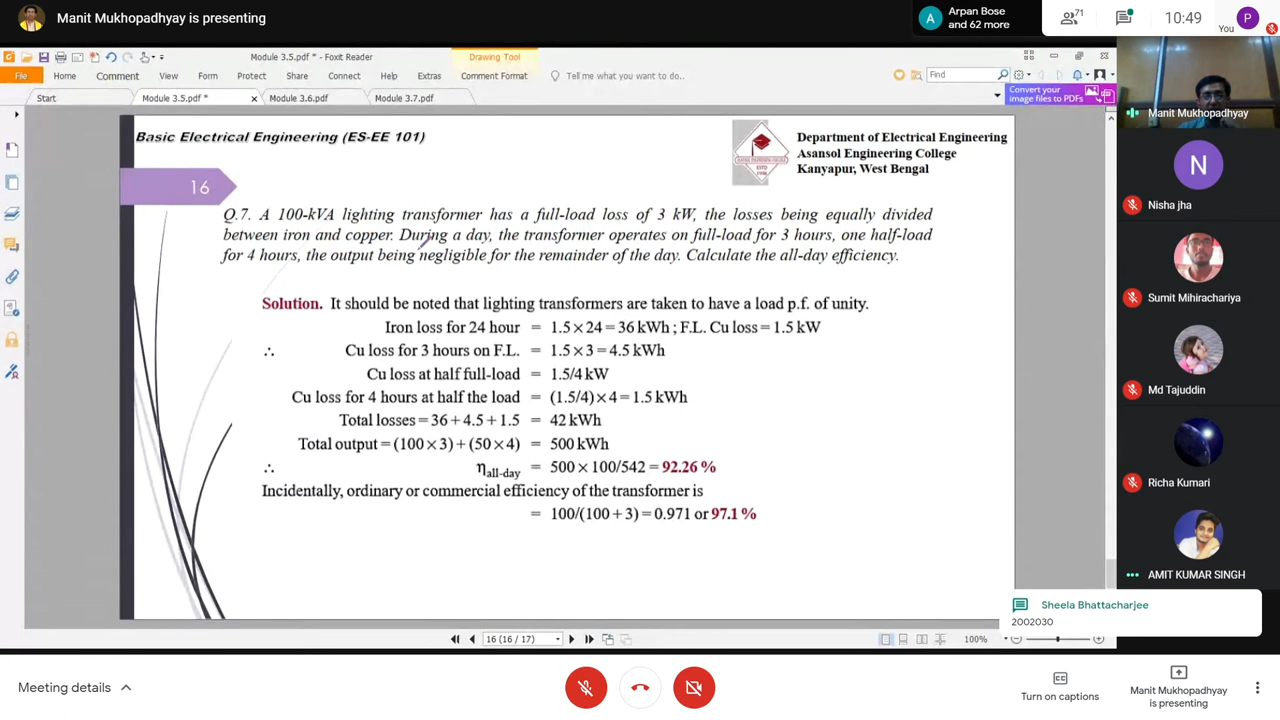 Manit Mukhopadhyay is presenting
A
Arpan Bose
and 62 more
71
10:49
P
You
Module 3.5.pdf * - Foxit Reader
Drawing Tool
File
Home
Comment
View
Form
Protect
Share
Connect
Help
Extras
Comment Format
Tell me what you want to do..
Find
Start
Module 3.5.pdf *
Module 3.6.pdf
Module 3.7.pdf
Convert your
image files to PDFs
Basic Electrical Engineering (ES-EE 101)
Department of Electrical Engineering
Asansol Engineering College
Kanyapur, West Bengal
16
Q.7. A 100-kVA lighting transformer has a full-load loss of 3 kW, the losses being equally divided
between iron and copper. During a day, the transformer operates on full-load for 3 hours, one half-load
for 4 hours, the output being negligible for the remainder of the day. Calculate the all-day efficiency.
Solution. It should be noted that lighting transformers are taken to have a load p.f. of unity.
Iron loss for 24 hour = 1.5 × 24 = 36 kWh ; F.L. Cu loss = 1.5 kW
∴ Cu loss for 3 hours on F.L. = 1.5 × 3 = 4.5 kWh
Cu loss at half full-load = 1.5/4 kW
Cu loss for 4 hours at half the load = (1.5/4) × 4 = 1.5 kWh
Total losses = 36 + 4.5 + 1.5 = 42 kWh
Total output = (100 × 3) + (50 × 4) = 500 kWh
∴ η all-day = 500 × 100/542 = 92.26 %
Incidentally, ordinary or commercial efficiency of the transformer is
= 100/(100 + 3) = 0.971 or 97.1 %
16 (16 / 17)
100%
Manit Mukhopadhyay
N
Nisha jha
Sumit Mihirachariya
Md Tajuddin
Richa Kumari
AMIT KUMAR SINGH
Sheela Bhattacharjee
2002030
Meeting details
Turn on captions
Manit Mukhopadhyay
is presenting